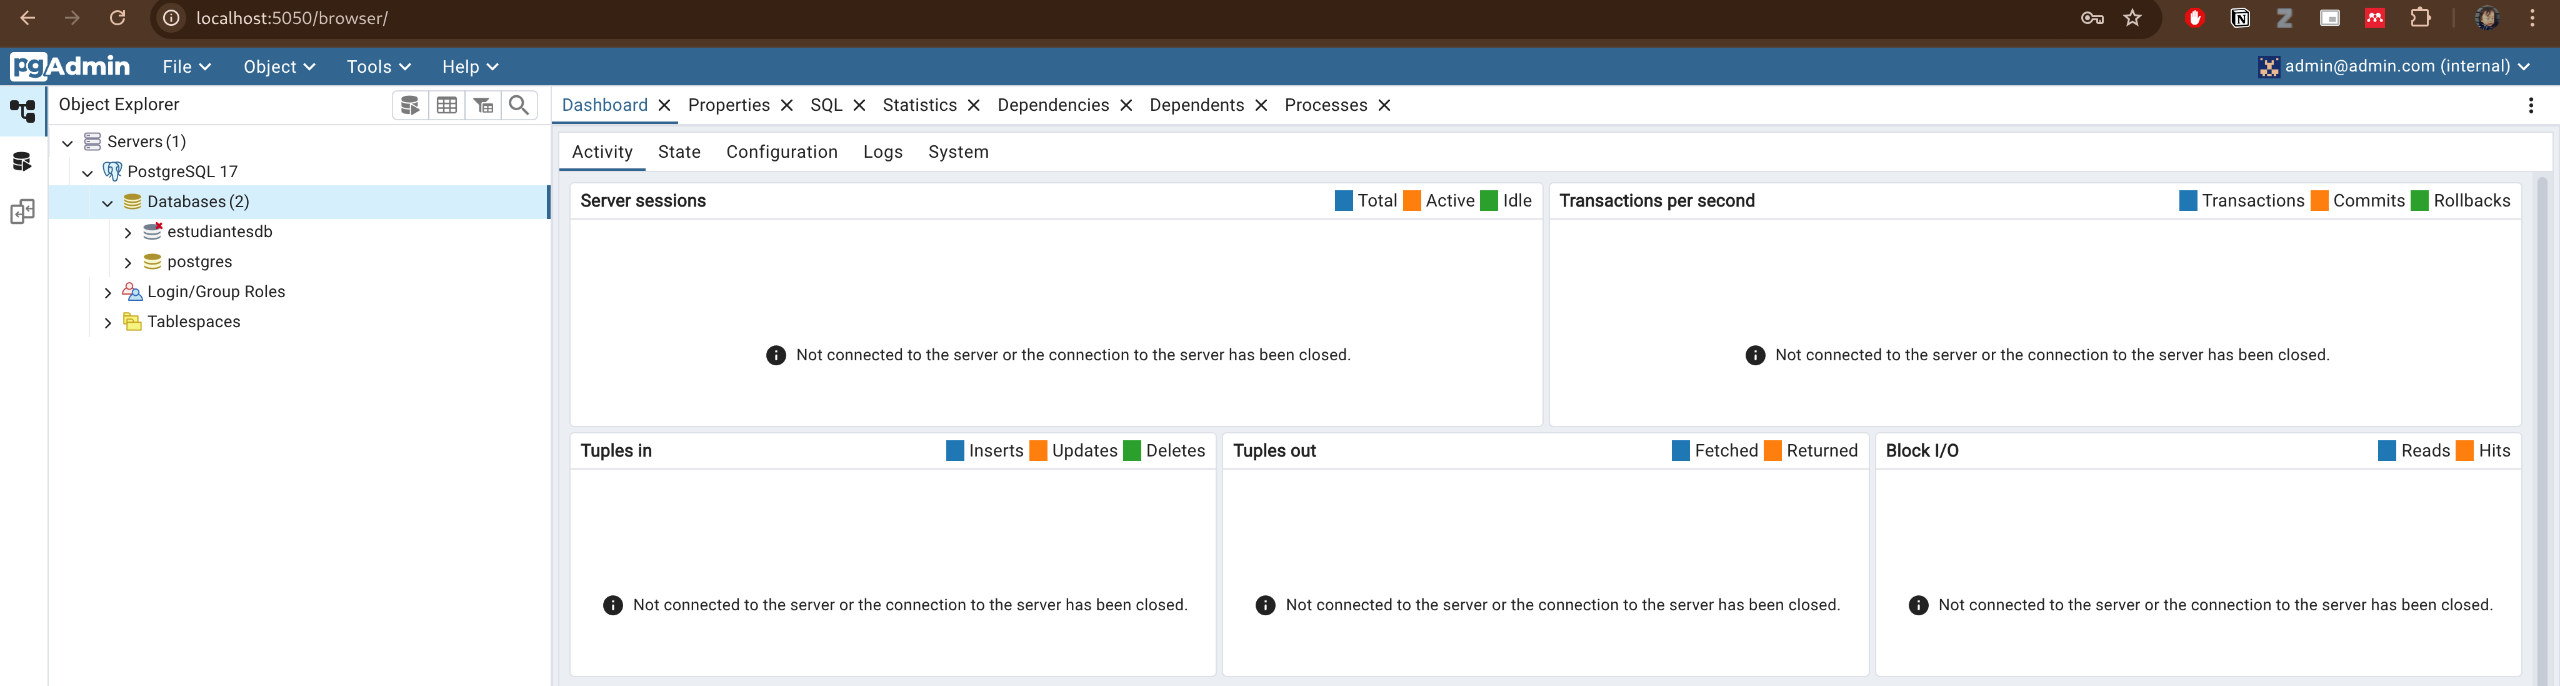 localhost:5050/browser/
pgAdmin File Object Tools Help admin@admin.com (internal)
Object Explorer
Dashboard Properties SQL Statistics Dependencies Dependents Processes
Servers (1)
PostgreSQL 17
Databases (2)
estudiantesdb
postgres
Login/Group Roles
Tablespaces
Activity State Configuration Logs System
Server sessions Total Active Idle
Not connected to the server or the connection to the server has been closed.
Transactions per second Transactions Commits Rollbacks
Not connected to the server or the connection to the server has been closed.
Tuples in Inserts Updates Deletes
Not connected to the server or the connection to the server has been closed.
Tuples out Fetched Returned
Not connected to the server or the connection to the server has been closed.
Block I/O Reads Hits
Not connected to the server or the connection to the server has been closed.